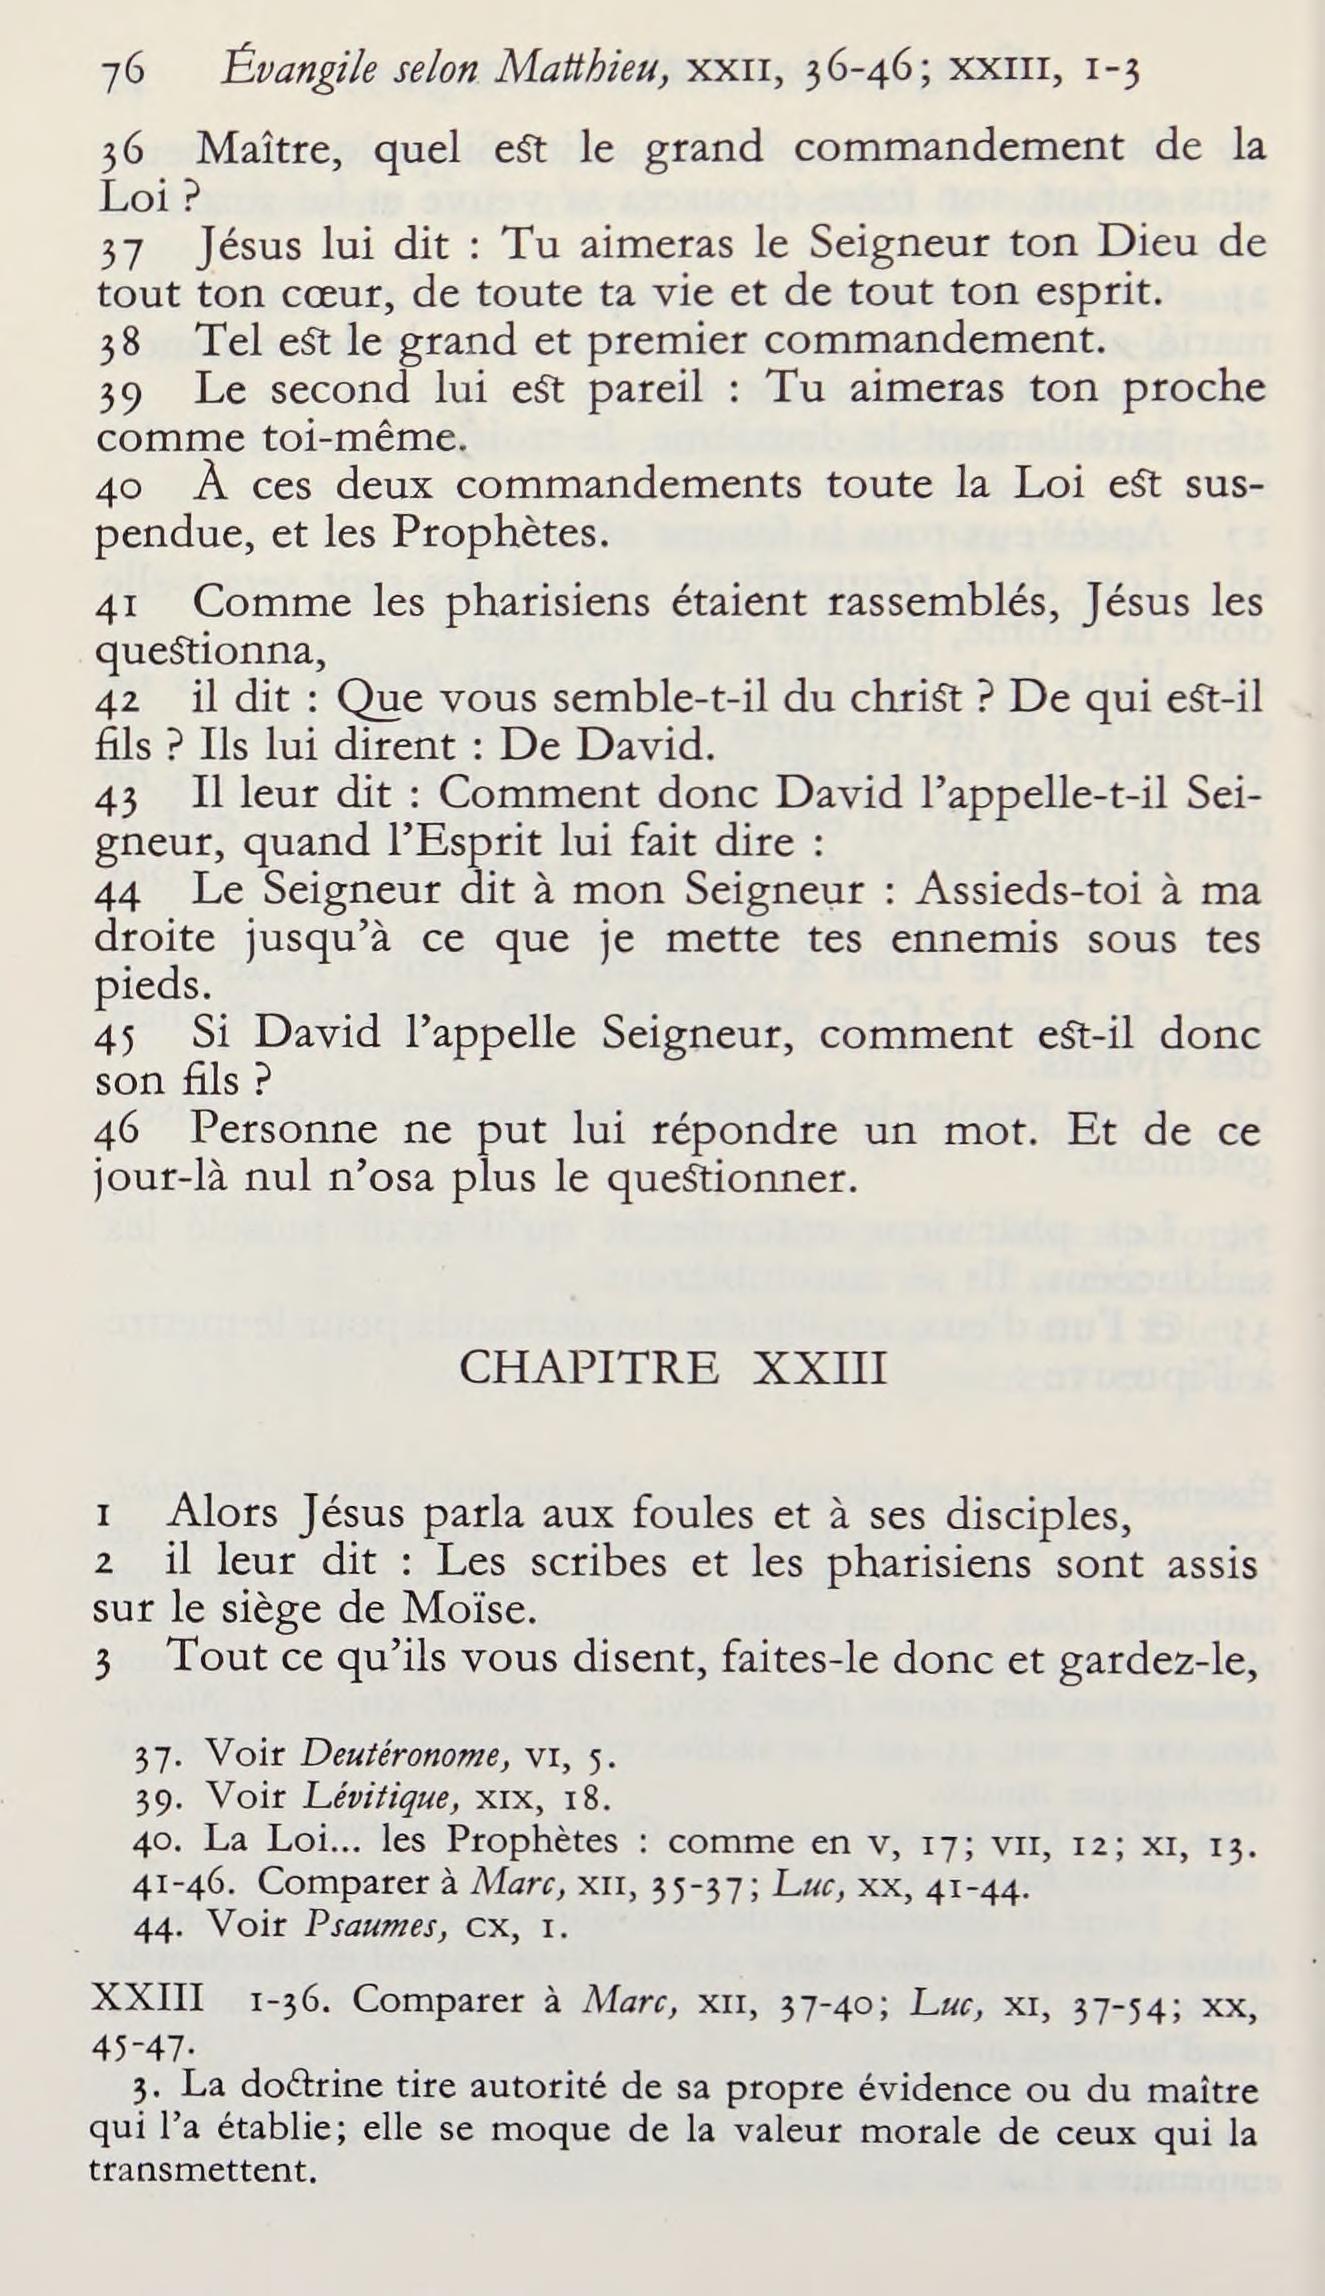 76 Évangile selon Matthieu, XXII, 36-46; XXIII, 1-3
36 Maître, quel est le grand commandement de la
Loi ?
37 Jésus lui dit : Tu aimeras le Seigneur ton Dieu de
tout ton cœur, de toute ta vie et de tout ton esprit.
38 Tel est le grand et premier commandement.
39 Le second lui est pareil : Tu aimeras ton proche
comme toi-même.
40 À ces deux commandements toute la Loi est sus-
pendue, et les Prophètes.
41 Comme les pharisiens étaient rassemblés, Jésus les
questionna,
42 il dit : Que vous semble-t-il du christ ? De qui est-il
fils ? Ils lui dirent : De David.
43 Il leur dit : Comment donc David l’appelle-t-il Sei-
gneur, quand l’Esprit lui fait dire :
44 Le Seigneur dit à mon Seigneur : Assieds-toi à ma
droite jusqu’à ce que je mette tes ennemis sous tes
pieds.
45 Si David l’appelle Seigneur, comment est-il donc
son fils ?
46 Personne ne put lui répondre un mot. Et de ce
jour-là nul n’osa plus le questionner.
CHAPITRE XXIII
1 Alors Jésus parla aux foules et à ses disciples,
2 il leur dit : Les scribes et les pharisiens sont assis
sur le siège de Moïse.
3 Tout ce qu’ils vous disent, faites-le donc et gardez-le,
37. Voir Deutéronome, VI, 5.
39. Voir Lévitique, XIX, 18.
40. La Loi... les Prophètes : comme en V, 17; VII, 12; XI, 13.
41-46. Comparer à Marc, XII, 35-37; Luc, XX, 41-44.
44. Voir Psaumes, CX, 1.
XXIII 1-36. Comparer à Marc, XII, 37-40; Luc, XI, 37-54; XX,
45-47.
3. La doctrine tire autorité de sa propre évidence ou du maître
qui l’a établie; elle se moque de la valeur morale de ceux qui la
transmettent.